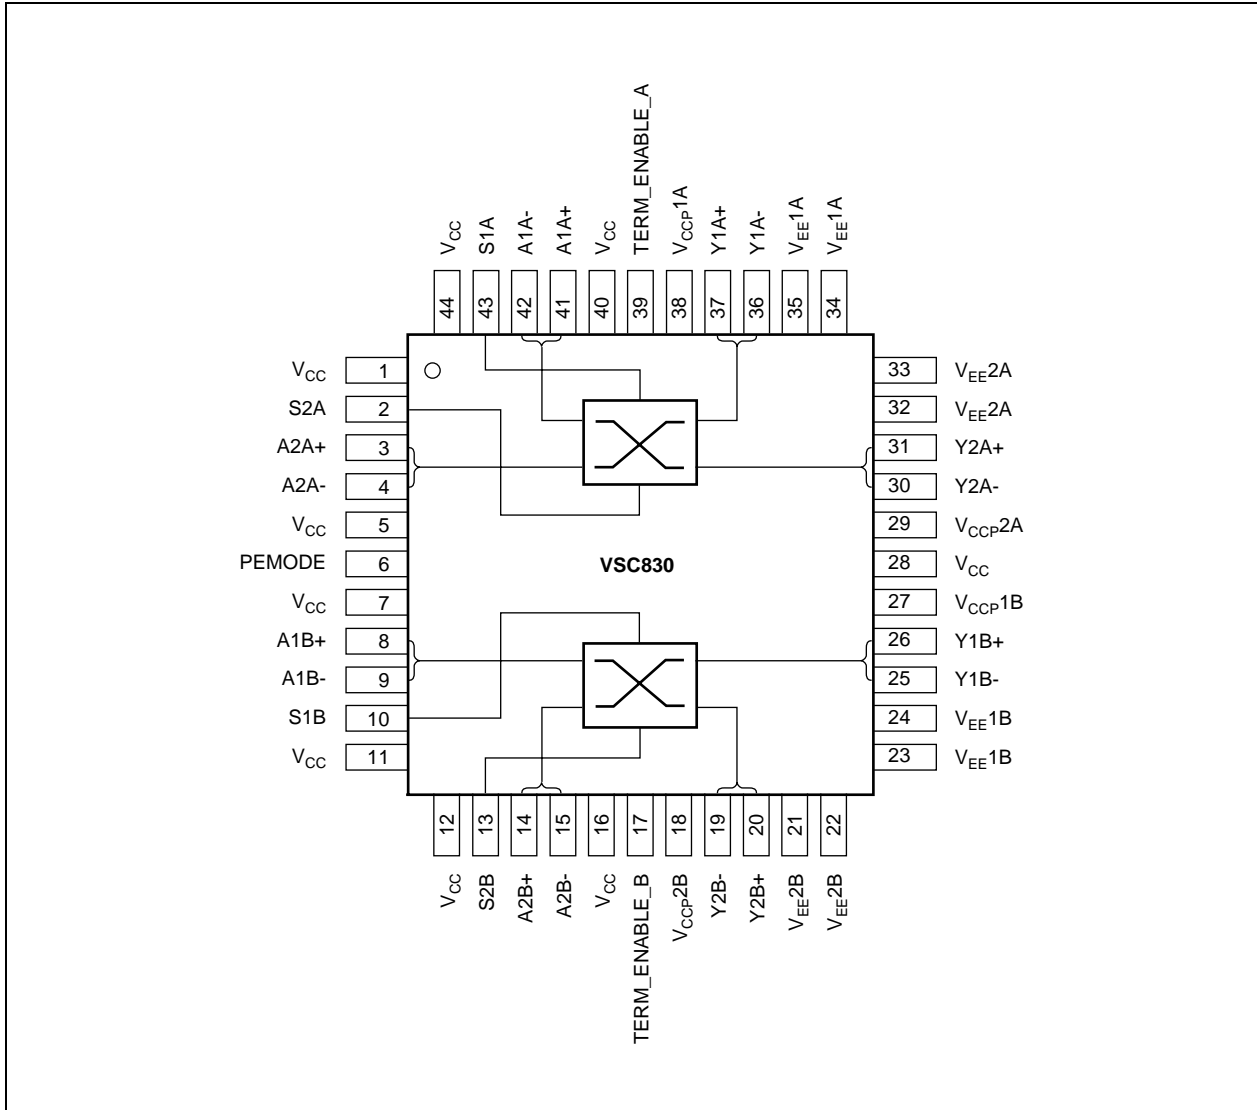 TERM_ENABLE_A
VCC
S1A
A1A-
A1A+
VCC
VCCP1A
Y1A+
Y1A-
VEE1A
VEE1A
44
43
42
41
40
39
38
37
36
35
34
VCC 1
S2A 2
A2A+ 3
A2A- 4
VCC 5
PEMODE 6
VCC 7
A1B+ 8
A1B- 9
S1B 10
VCC 11
VSC830
33 VEE2A
32 VEE2A
31 Y2A+
30 Y2A-
29 VCCP2A
28 VCC
27 VCCP1B
26 Y1B+
25 Y1B-
24 VEE1B
23 VEE1B
12
13
14
15
16
17
18
19
20
21
22
VCC
S2B
A2B+
A2B-
VCC
TERM_ENABLE_B
VCCP2B
Y2B-
Y2B+
VEE2B
VEE2B